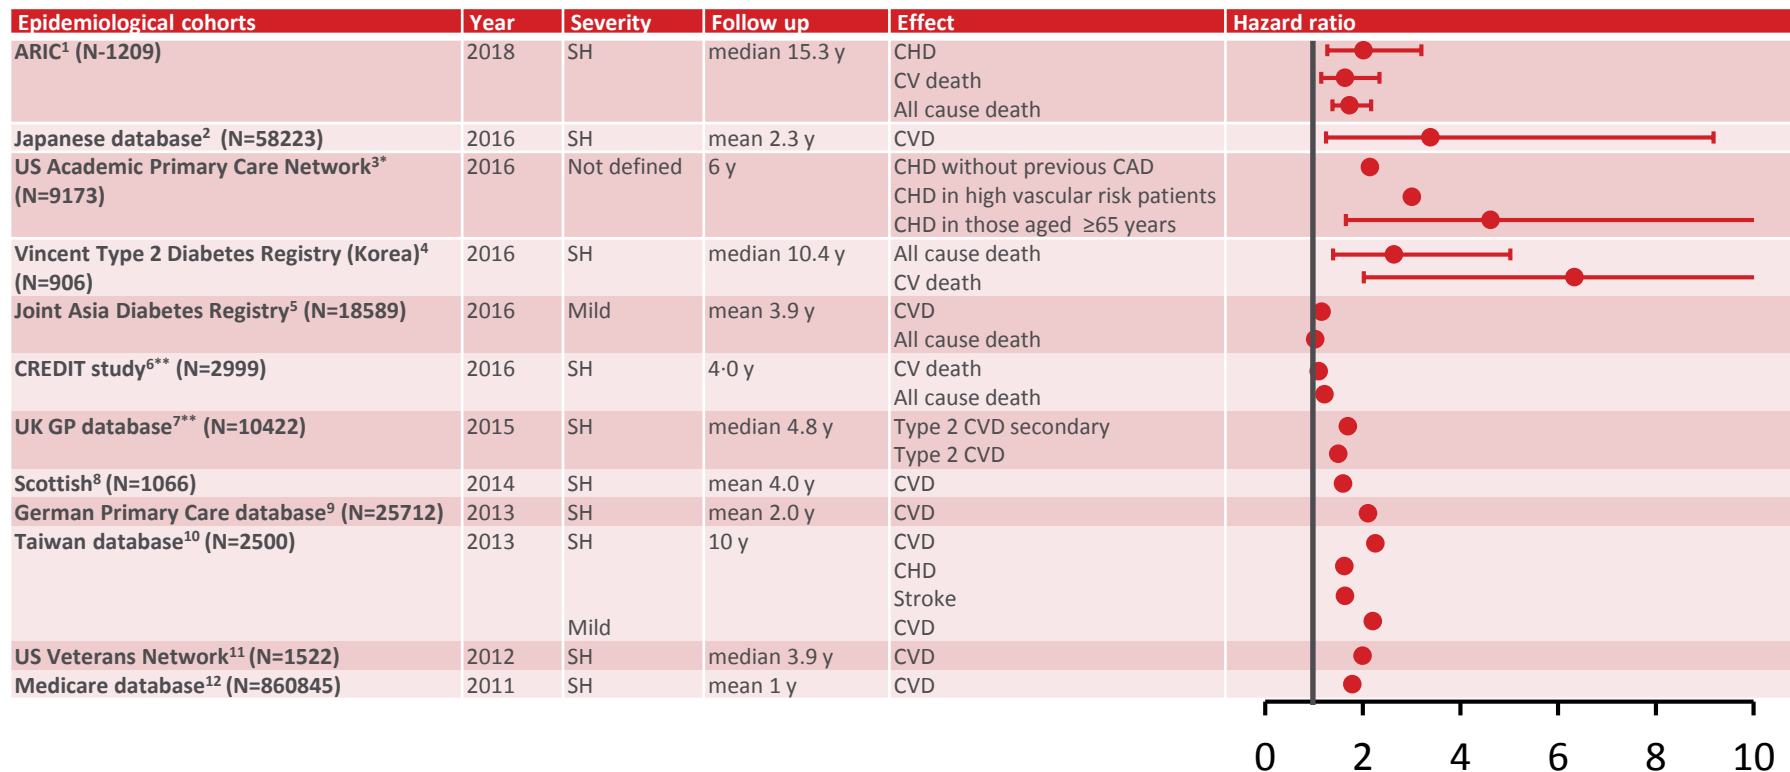 Epidemiological cohorts Year Severity Follow up Effect Hazard ratio
ARIC¹ (N-1209) 2018 SH median 15.3 y CHD
CV death
All cause death
Japanese database² (N=58223) 2016 SH mean 2.3 y CVD
US Academic Primary Care Network³* 2016 Not defined 6 y CHD without previous CAD
(N=9173) CHD in high vascular risk patients
CHD in those aged ≥65 years
Vincent Type 2 Diabetes Registry (Korea)⁴ 2016 SH median 10.4 y All cause death
(N=906) CV death
Joint Asia Diabetes Registry⁵ (N=18589) 2016 Mild mean 3.9 y CVD
All cause death
CREDIT study⁶** (N=2999) 2016 SH 4·0 y CV death
All cause death
UK GP database⁷** (N=10422) 2015 SH median 4.8 y Type 2 CVD secondary
Type 2 CVD
Scottish⁸ (N=1066) 2014 SH mean 4.0 y CVD
German Primary Care database⁹ (N=25712) 2013 SH mean 2.0 y CVD
Taiwan database¹⁰ (N=2500) 2013 SH 10 y CVD
CHD
Stroke
Mild CVD
US Veterans Network¹¹ (N=1522) 2012 SH median 3.9 y CVD
Medicare database¹² (N=860845) 2011 SH mean 1 y CVD
0 2 4 6 8 10